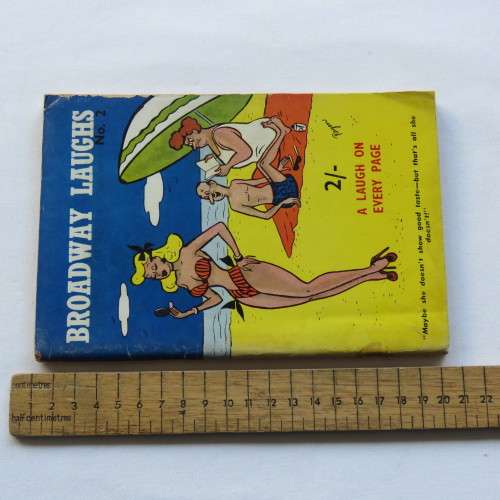 BROADWAY LAUGHS
No. 2
2/-
A LAUGH ON
EVERY PAGE
"Maybe she doesn't show good taste—but that's all she
doesn't!"
centimetres
1 2 3 4 5 6 7 8 9 10 11 12 13 14 15 16 17 18 19 20 21 22
half centimetres